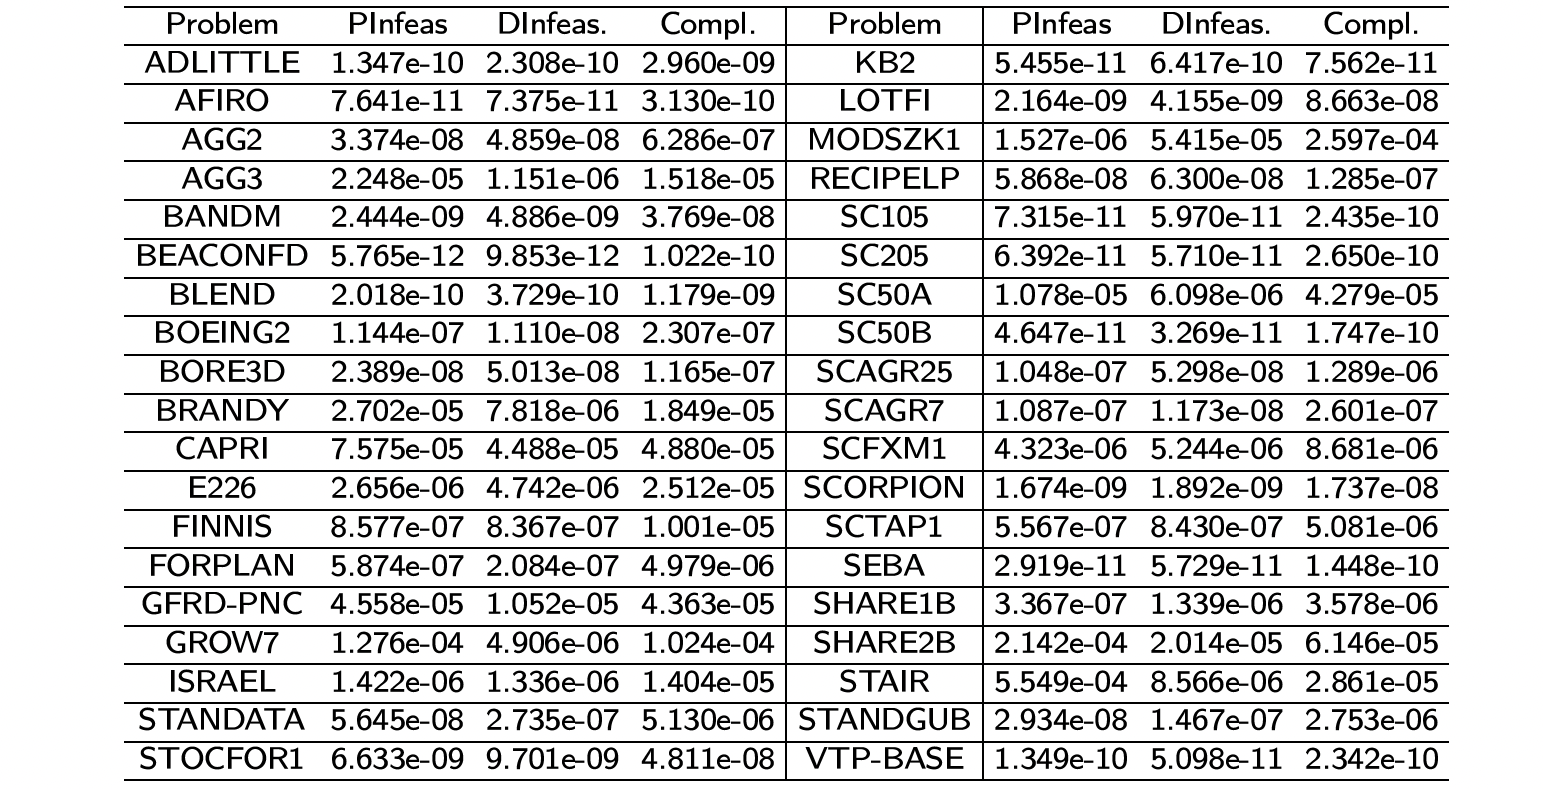 Problem PInfeas DInfeas. Compl. Problem PInfeas DInfeas. Compl.
ADLITTLE 1.347e-10 2.308e-10 2.960e-09 KB2 5.455e-11 6.417e-10 7.562e-11
AFIRO 7.641e-11 7.375e-11 3.130e-10 LOTFI 2.164e-09 4.155e-09 8.663e-08
AGG2 3.374e-08 4.859e-08 6.286e-07 MODSZK1 1.527e-06 5.415e-05 2.597e-04
AGG3 2.248e-05 1.151e-06 1.518e-05 RECIPELP 5.868e-08 6.300e-08 1.285e-07
BANDM 2.444e-09 4.886e-09 3.769e-08 SC105 7.315e-11 5.970e-11 2.435e-10
BEACONFD 5.765e-12 9.853e-12 1.022e-10 SC205 6.392e-11 5.710e-11 2.650e-10
BLEND 2.018e-10 3.729e-10 1.179e-09 SC50A 1.078e-05 6.098e-06 4.279e-05
BOEING2 1.144e-07 1.110e-08 2.307e-07 SC50B 4.647e-11 3.269e-11 1.747e-10
BORE3D 2.389e-08 5.013e-08 1.165e-07 SCAGR25 1.048e-07 5.298e-08 1.289e-06
BRANDY 2.702e-05 7.818e-06 1.849e-05 SCAGR7 1.087e-07 1.173e-08 2.601e-07
CAPRI 7.575e-05 4.488e-05 4.880e-05 SCFXM1 4.323e-06 5.244e-06 8.681e-06
E226 2.656e-06 4.742e-06 2.512e-05 SCORPION 1.674e-09 1.892e-09 1.737e-08
FINNIS 8.577e-07 8.367e-07 1.001e-05 SCTAP1 5.567e-07 8.430e-07 5.081e-06
FORPLAN 5.874e-07 2.084e-07 4.979e-06 SEBA 2.919e-11 5.729e-11 1.448e-10
GFRD-PNC 4.558e-05 1.052e-05 4.363e-05 SHARE1B 3.367e-07 1.339e-06 3.578e-06
GROW7 1.276e-04 4.906e-06 1.024e-04 SHARE2B 2.142e-04 2.014e-05 6.146e-05
ISRAEL 1.422e-06 1.336e-06 1.404e-05 STAIR 5.549e-04 8.566e-06 2.861e-05
STANDATA 5.645e-08 2.735e-07 5.130e-06 STANDGUB 2.934e-08 1.467e-07 2.753e-06
STOCFOR1 6.633e-09 9.701e-09 4.811e-08 VTP-BASE 1.349e-10 5.098e-11 2.342e-10